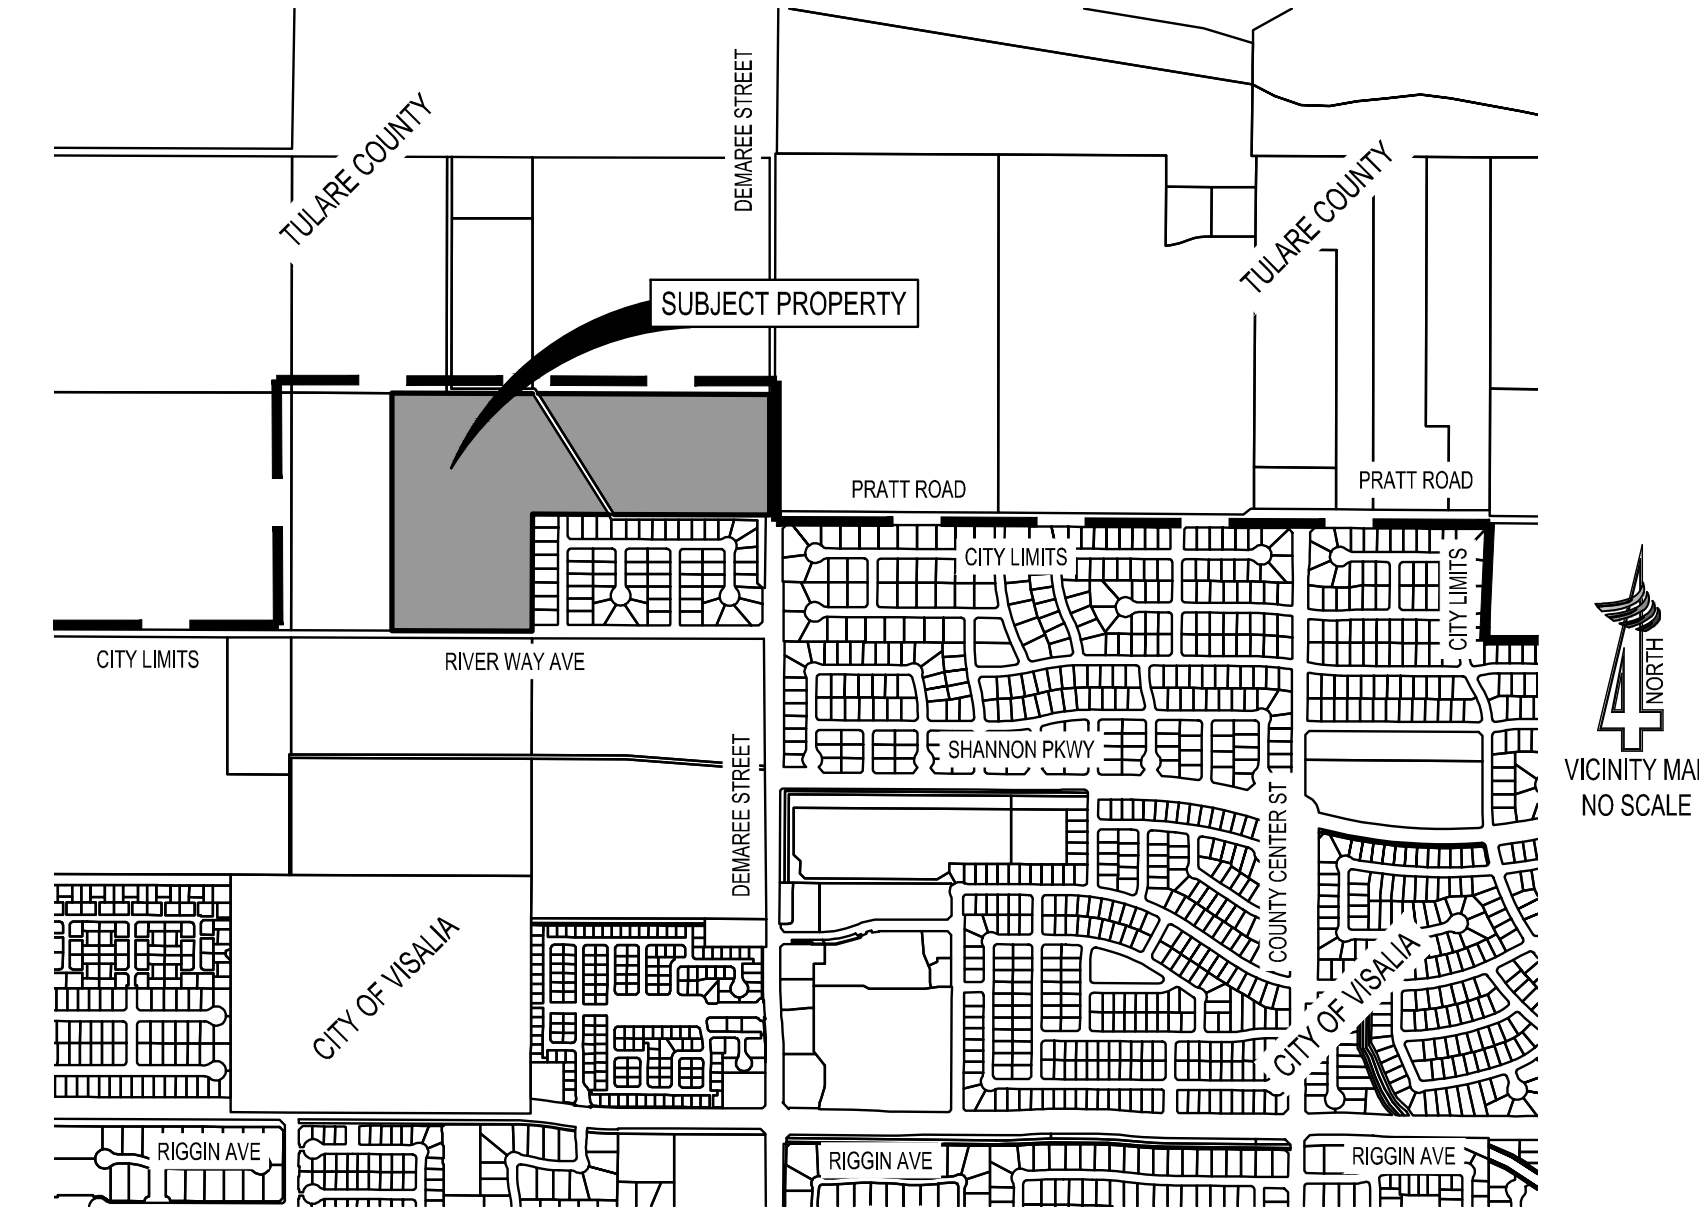 DEMAREE STREET
TULARE COUNTY
TULARE COUNTY
SUBJECT PROPERTY
PRATT ROAD
PRATT ROAD
CITY LIMITS
CITY LIMITS
CITY LIMITS
RIVER WAY AVE
NORTH
SHANNON PKWY
DEMAREE STREET
VICINITY MA
NO SCALE
COUNTY CENTER ST
CITY OF VISALIA
CITY OF VISALIA
RIGGIN AVE
RIGGIN AVE
RIGGIN AVE